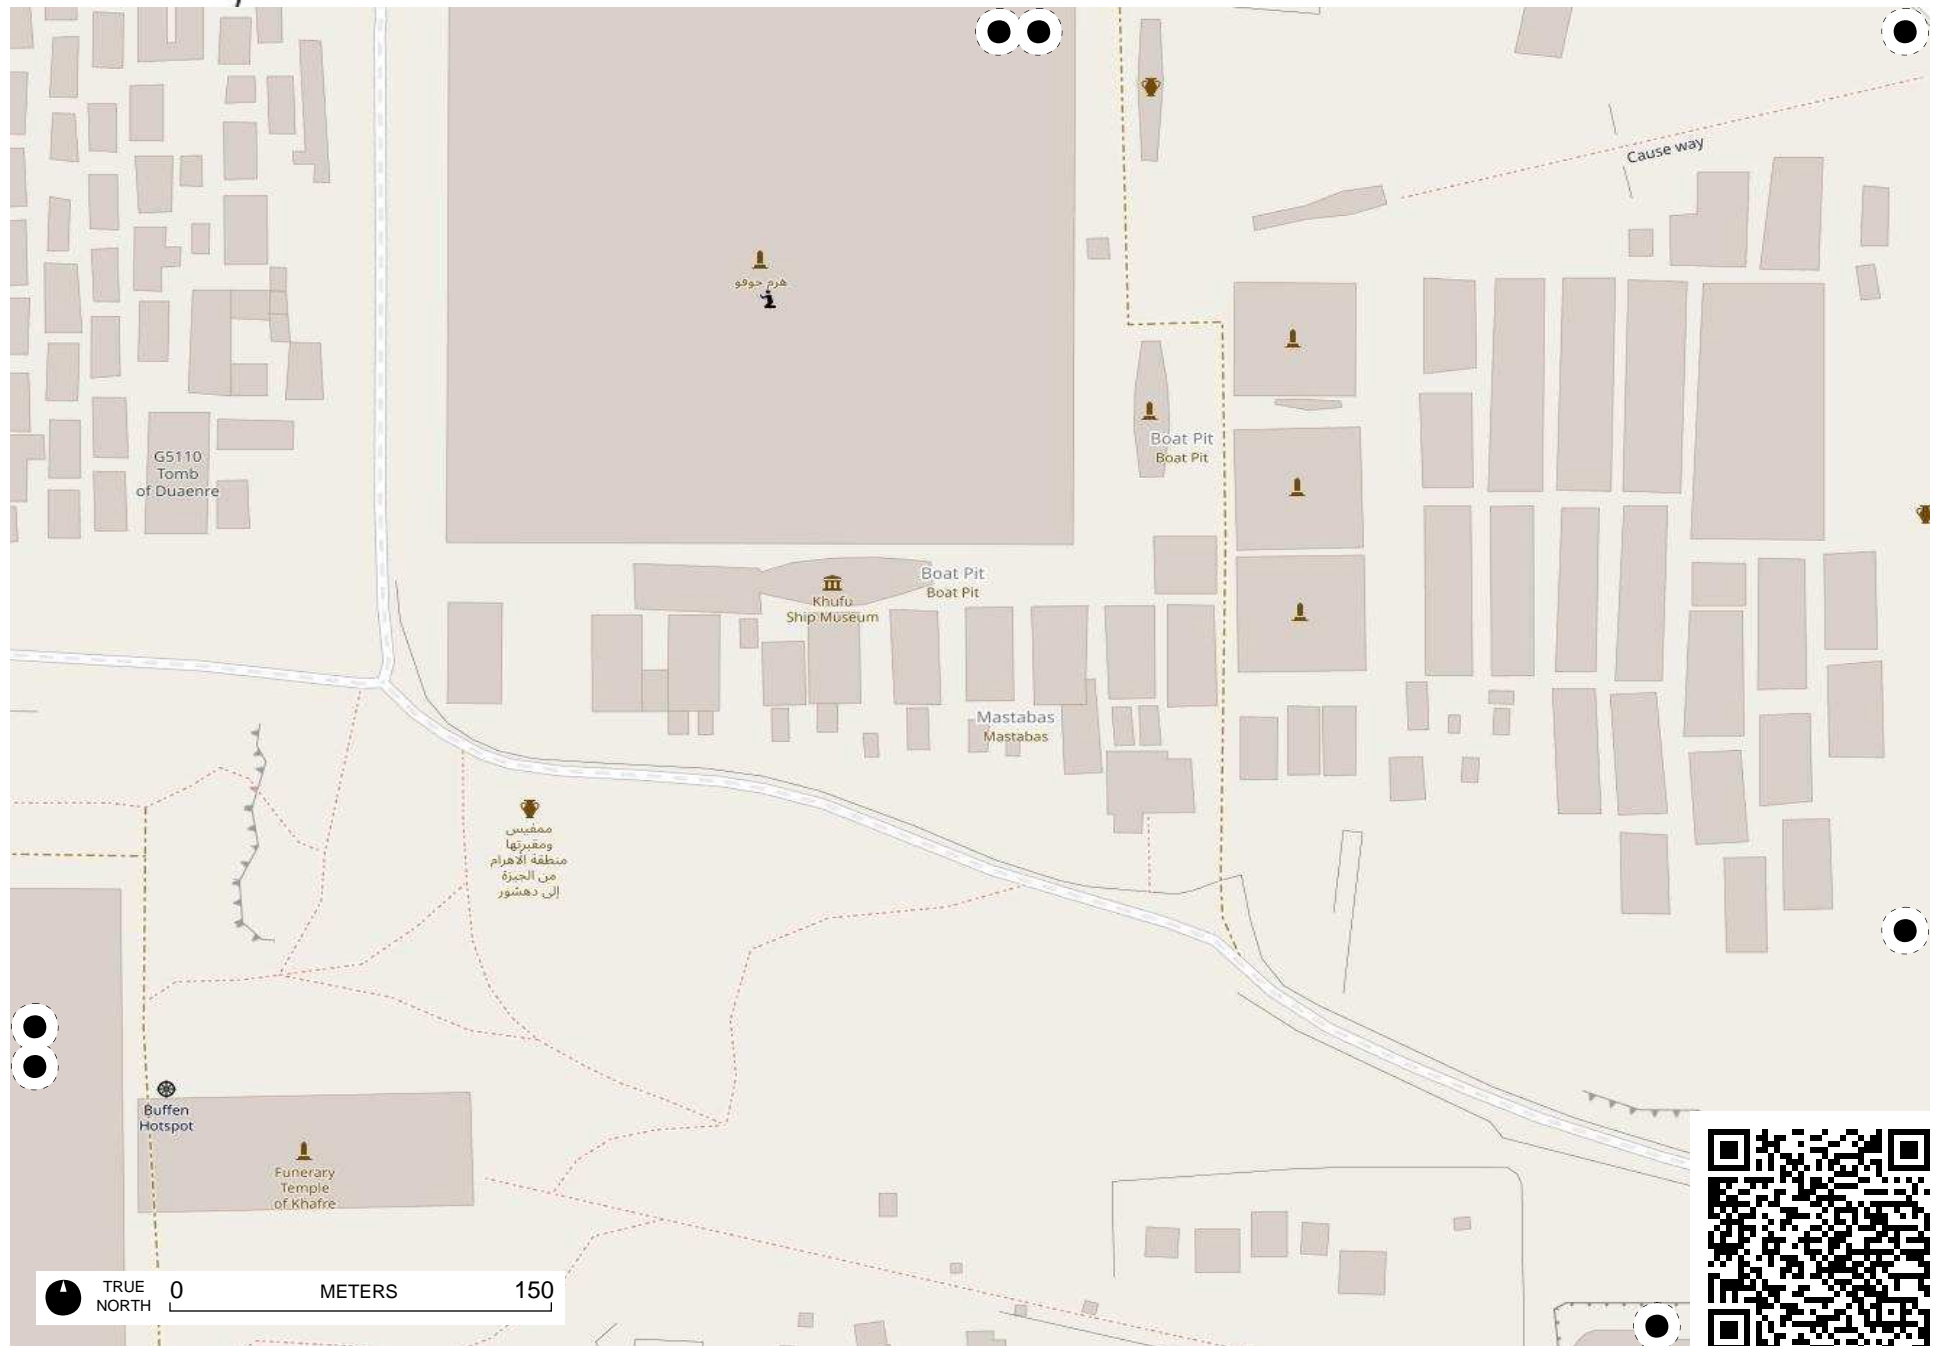 Cause way
هرم خوفو
Boat Pit
Boat Pit
G5110
Tomb
of Duaenre
Boat Pit
Boat Pit
Khufu
Ship Museum
Mastabas
Mastabas
ممفيس
ومقبرتها
منطقة الأهرام
من الجيزة
إلى دهشور
Buffen
Hotspot
Funerary
Temple
of Khafre
TRUE
NORTH
0 METERS 150